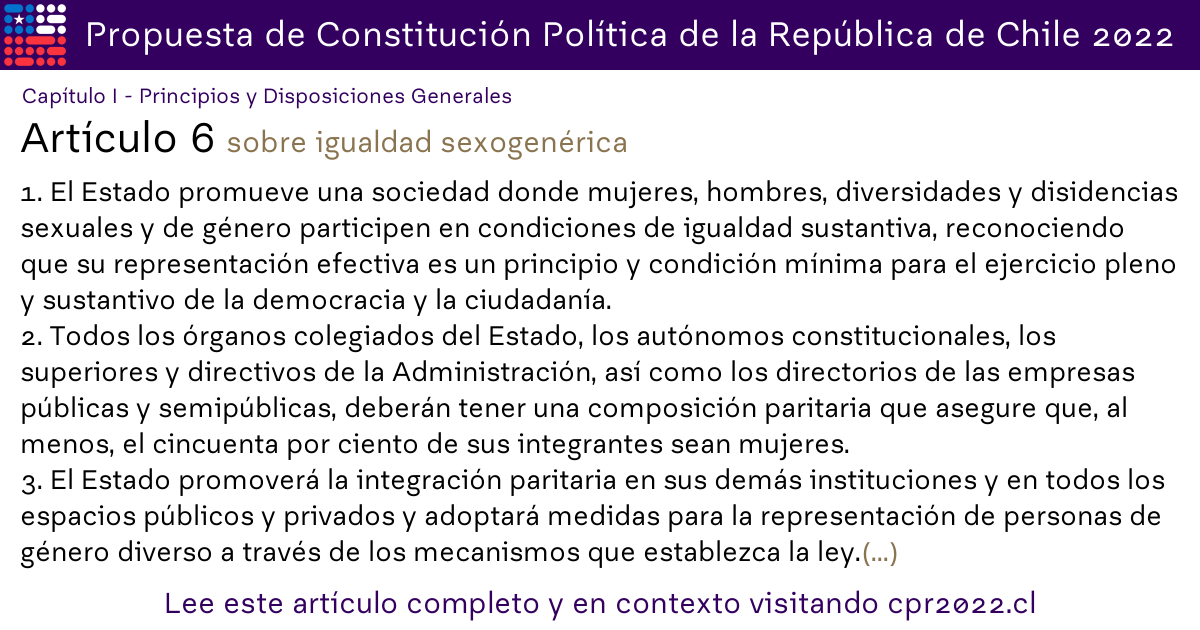 Propuesta de Constitución Política de la República de Chile 2022
Capítulo I - Principios y Disposiciones Generales
Artículo 6 sobre igualdad sexogenérica
1. El Estado promueve una sociedad donde mujeres, hombres, diversidades y disidencias
sexuales y de género participen en condiciones de igualdad sustantiva, reconociendo
que su representación efectiva es un principio y condición mínima para el ejercicio pleno
y sustantivo de la democracia y la ciudadanía.
2. Todos los órganos colegiados del Estado, los autónomos constitucionales, los
superiores y directivos de la Administración, así como los directorios de las empresas
públicas y semipúblicas, deberán tener una composición paritaria que asegure que, al
menos, el cincuenta por ciento de sus integrantes sean mujeres.
3. El Estado promoverá la integración paritaria en sus demás instituciones y en todos los
espacios públicos y privados y adoptará medidas para la representación de personas de
género diverso a través de los mecanismos que establezca la ley.(...)
Lee este artículo completo y en contexto visitando cpr2022.cl